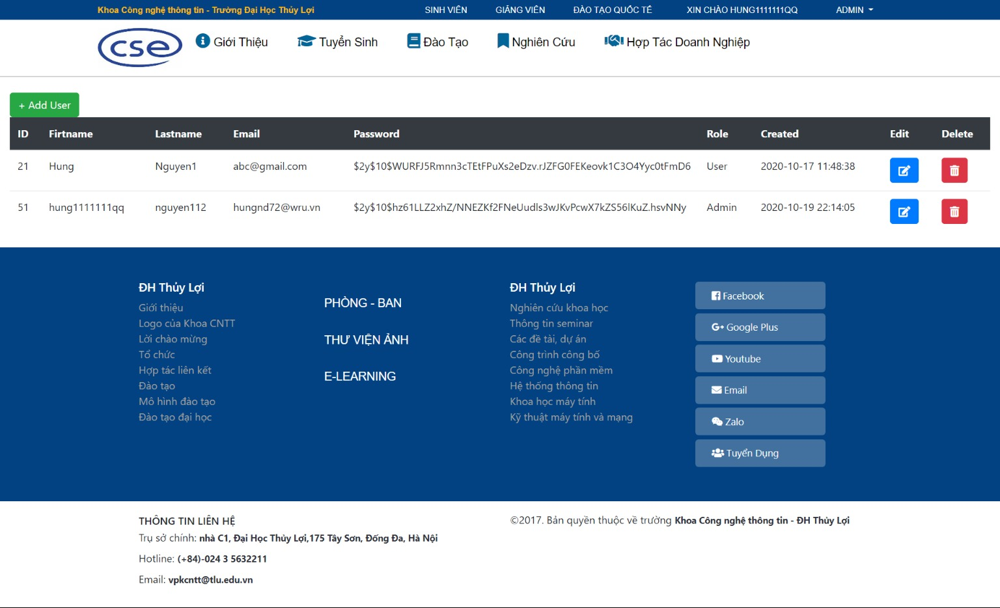 Khoa Công nghệ thông tin - Trường Đại Học Thủy Lợi SINH VIÊN GIẢNG VIÊN ĐÀO TẠO QUỐC TẾ XIN CHÀO HUNG1111111QQ ADMIN
cse Giới Thiệu Tuyển Sinh Đào Tạo Nghiên Cứu Hợp Tác Doanh Nghiệp
+ Add User
ID Firtname Lastname Email Password Role Created Edit Delete
21 Hung Nguyen1 abc@gmail.com $2y$10$WURFJ5Rmnn3cTEtFPuXs2eDzv.rJZFG0FEKeovk1C3O4Yyc0tFmD6 User 2020-10-17 11:48:38
51 hung1111111qq nguyen112 hungnd72@wru.vn $2y$10$hz61LLZ2xhZ/NNEZKf2FNeUudls3wJKvPcwX7kZS56lKuZ.hsvNNy Admin 2020-10-19 22:14:05
ĐH Thủy Lợi
Giới thiệu
Logo của Khoa CNTT
Lời chào mừng
Tổ chức
Hợp tác liên kết
Đào tạo
Mô hình đào tạo
Đào tạo đại học
PHÒNG - BAN
THƯ VIỆN ẢNH
E-LEARNING
ĐH Thủy Lợi
Nghiên cứu khoa học
Thông tin seminar
Các đề tài, dự án
Công trình công bố
Công nghệ phần mềm
Hệ thống thông tin
Khoa học máy tính
Kỹ thuật máy tính và mạng
Facebook
Google Plus
Youtube
Email
Zalo
Tuyển Dụng
THÔNG TIN LIÊN HỆ
Trụ sở chính: nhà C1, Đại Học Thủy Lợi,175 Tây Sơn, Đống Đa, Hà Nội
Hotline: (+84)-024 3 5632211
Email: vpkcntt@tlu.edu.vn
©2017. Bản quyền thuộc về trường Khoa Công nghệ thông tin - ĐH Thủy Lợi